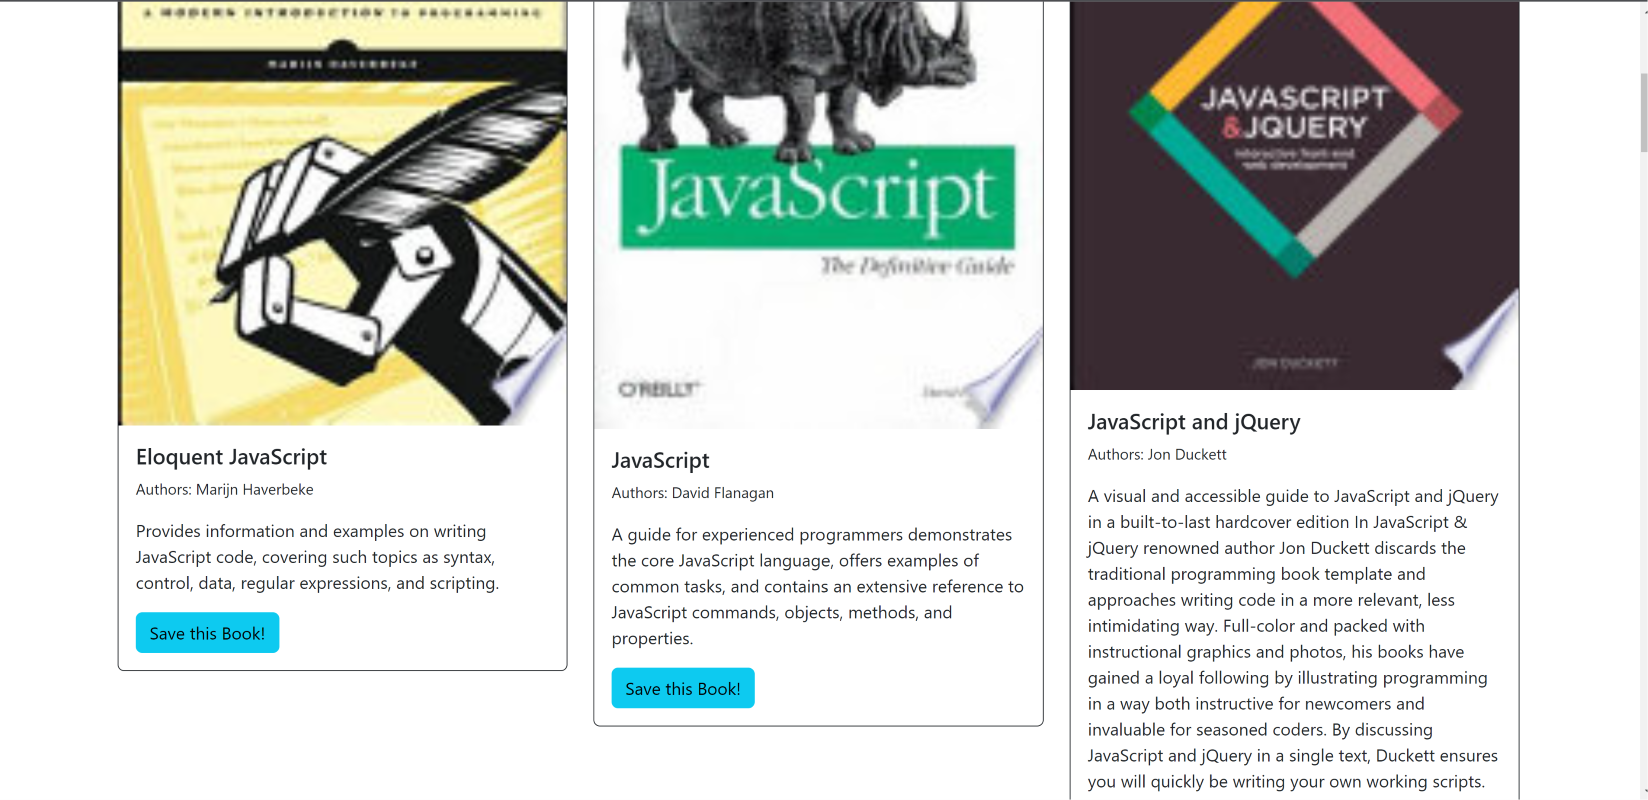 A MODERN INTRODUCTION TO PROGRAMMING
MARIJN HAVERBEKE
Eloquent JavaScript
Authors: Marijn Haverbeke
Provides information and examples on writing
JavaScript code, covering such topics as syntax,
control, data, regular expressions, and scripting.
Save this Book!
JavaScript
The Definitive Guide
O'REILLY
JavaScript
Authors: David Flanagan
A guide for experienced programmers demonstrates
the core JavaScript language, offers examples of
common tasks, and contains an extensive reference to
JavaScript commands, objects, methods, and
properties.
Save this Book!
JAVASCRIPT
&JQUERY
interactive front-end
web development
JON DUCKETT
JavaScript and jQuery
Authors: Jon Duckett
A visual and accessible guide to JavaScript and jQuery
in a built-to-last hardcover edition In JavaScript &
jQuery renowned author Jon Duckett discards the
traditional programming book template and
approaches writing code in a more relevant, less
intimidating way. Full-color and packed with
instructional graphics and photos, his books have
gained a loyal following by illustrating programming
in a way both instructive for newcomers and
invaluable for seasoned coders. By discussing
JavaScript and jQuery in a single text, Duckett ensures
you will quickly be writing your own working scripts.